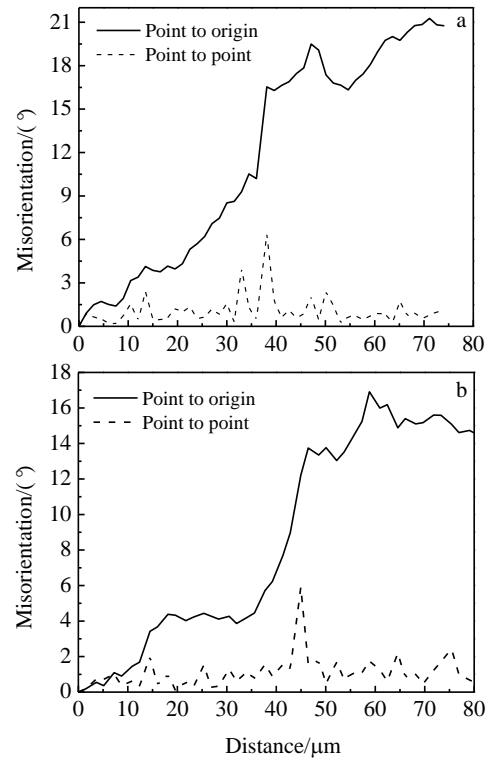 a
Point to origin
Point to point
Misorientation/(°)
21
18
15
12
9
6
3
0
0 10 20 30 40 50 60 70 80
b
Point to origin
Point to point
Misorientation/(°)
18
16
14
12
10
8
6
4
2
0
0 10 20 30 40 50 60 70 80
Distance/μm